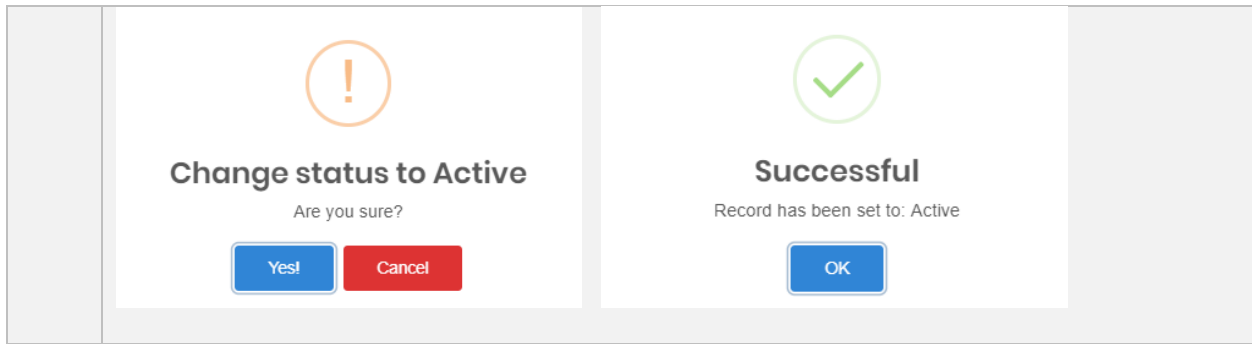 Change status to Active
Are you sure?
Yes!
Cancel
Successful
Record has been set to: Active
OK